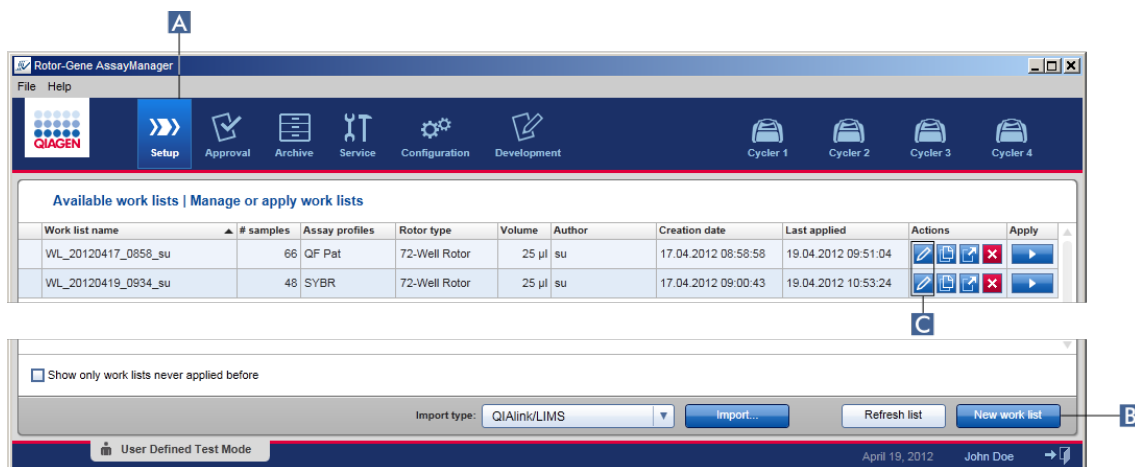 A
Rotor-Gene AssayManager
File Help
QIAGEN
Setup Approval Archive Service Configuration Development Cycler 1 Cycler 2 Cycler 3 Cycler 4
Available work lists | Manage or apply work lists
Work list name # samples Assay profiles Rotor type Volume Author Creation date Last applied Actions Apply
WL_20120417_0858_su 66 QF Pat 72-Well Rotor 25 µl su 17.04.2012 08:58:58 19.04.2012 09:51:04
WL_20120419_0934_su 48 SYBR 72-Well Rotor 25 µl su 17.04.2012 09:00:43 19.04.2012 10:53:24
C
Show only work lists never applied before
Import type: QIAlink/LIMS Import... Refresh list New work list
B
User Defined Test Mode April 19, 2012 John Doe